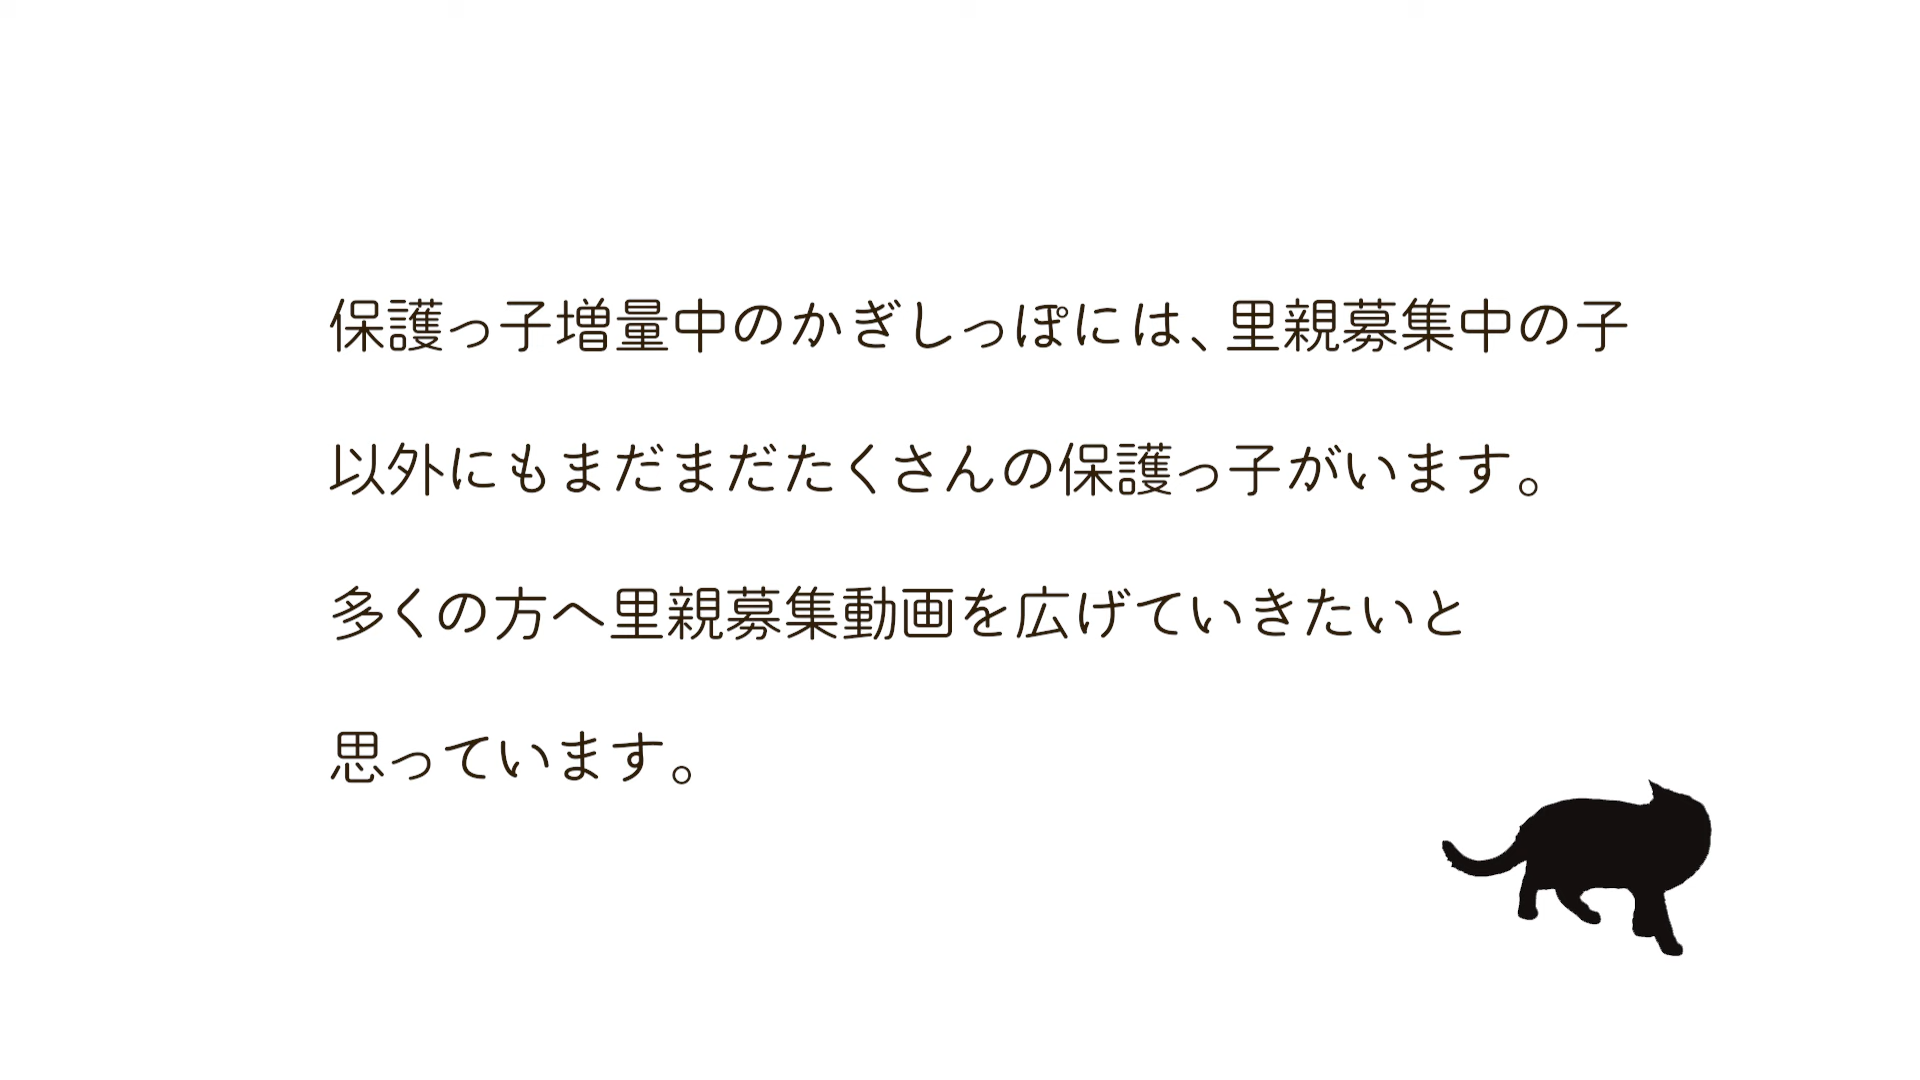 保護っ子増量中のかぎしっぽには、里親募集中の子
以外にもまだまだたくさんの保護っ子がいます。
多くの方へ里親募集動画を広げていきたいと
思っています。